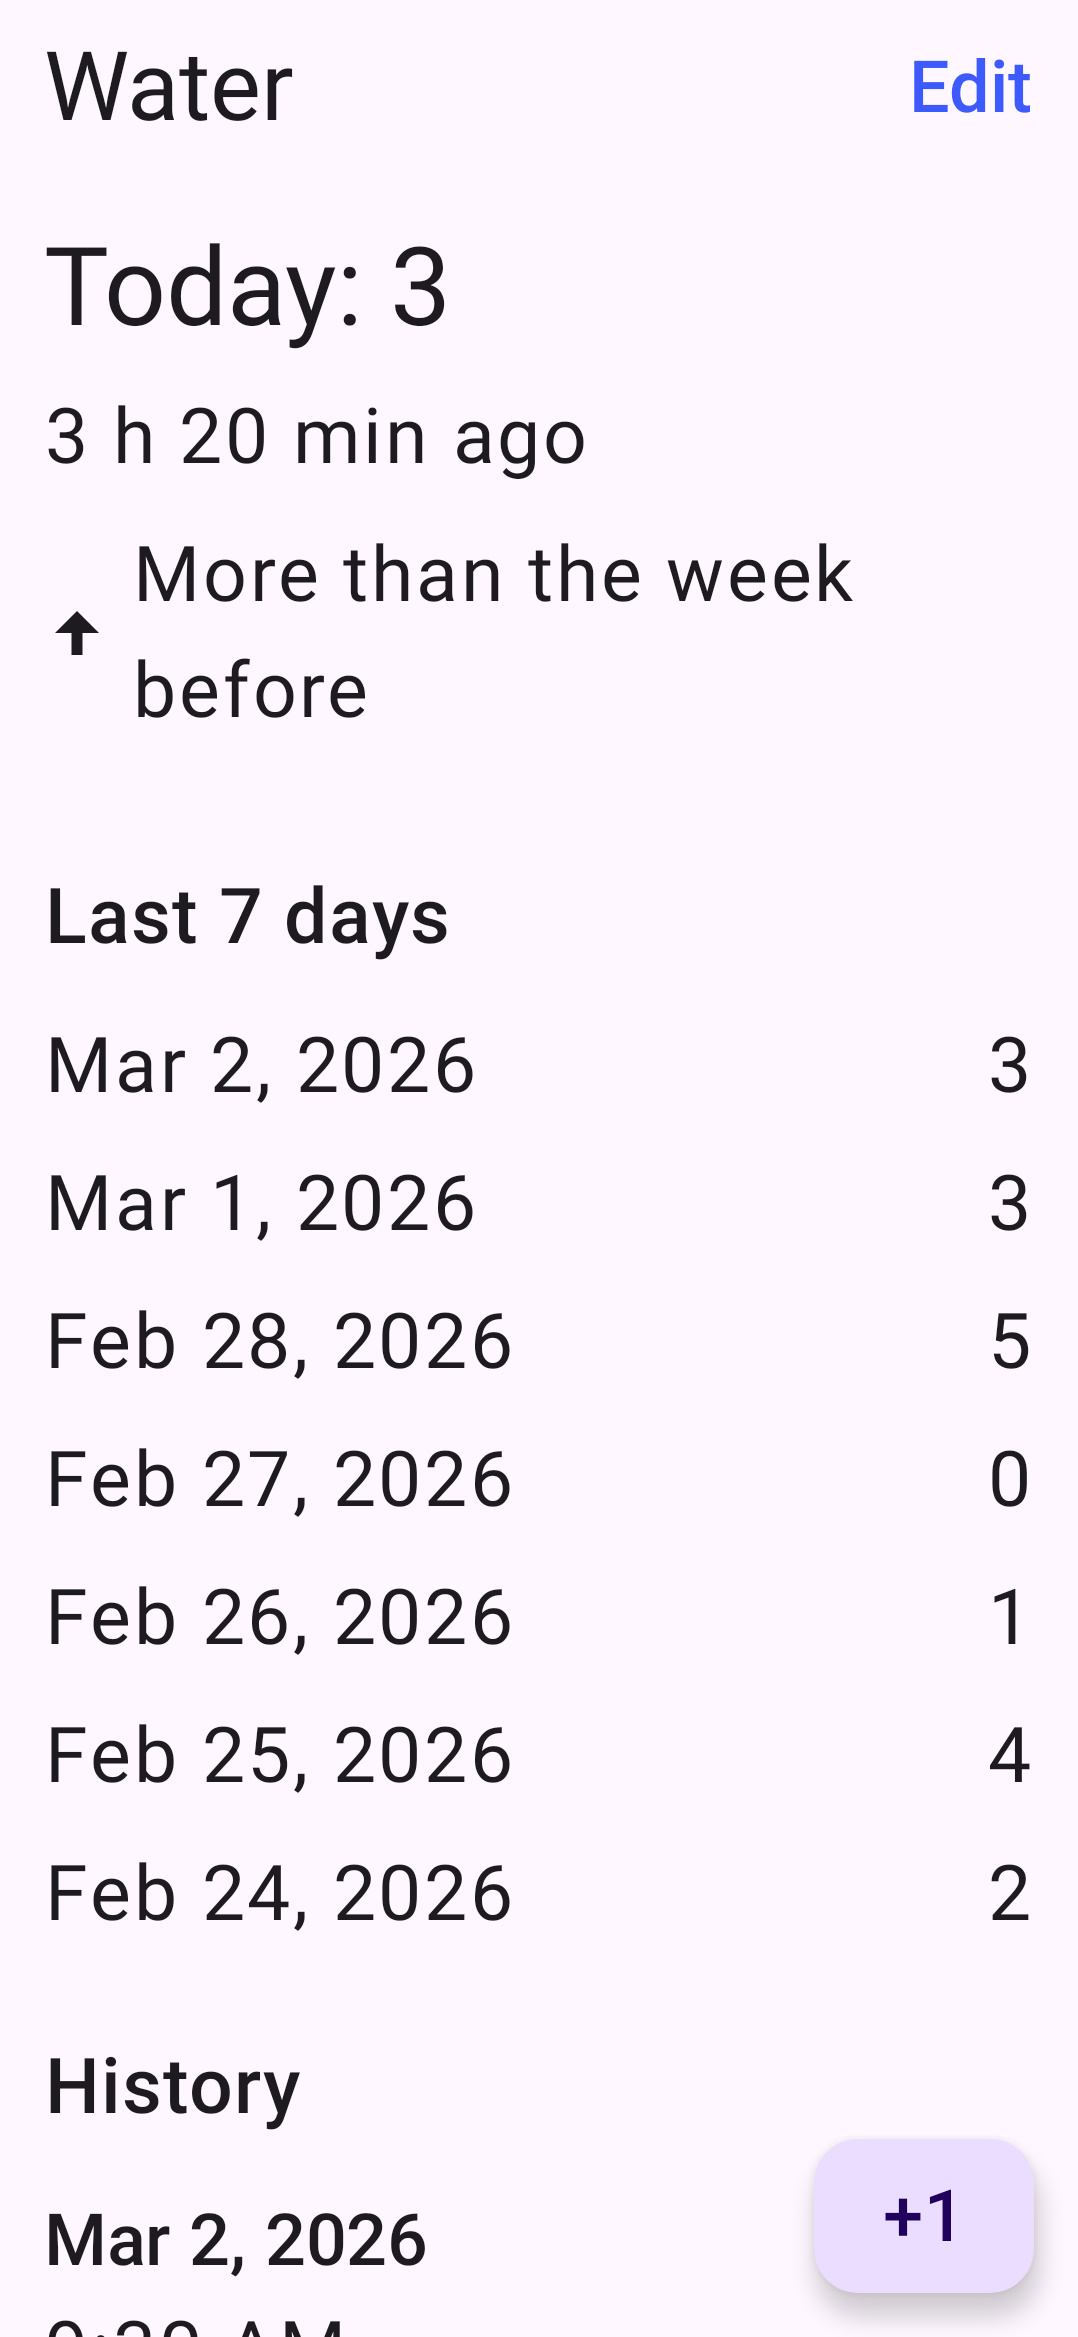 Water
Edit
Today: 3
3 h 20 min ago
More than the week
before
Last 7 days
Mar 2, 2026 3
Mar 1, 2026 3
Feb 28, 2026 5
Feb 27, 2026 0
Feb 26, 2026 1
Feb 25, 2026 4
Feb 24, 2026 2
History
+1
Mar 2, 2026
AM